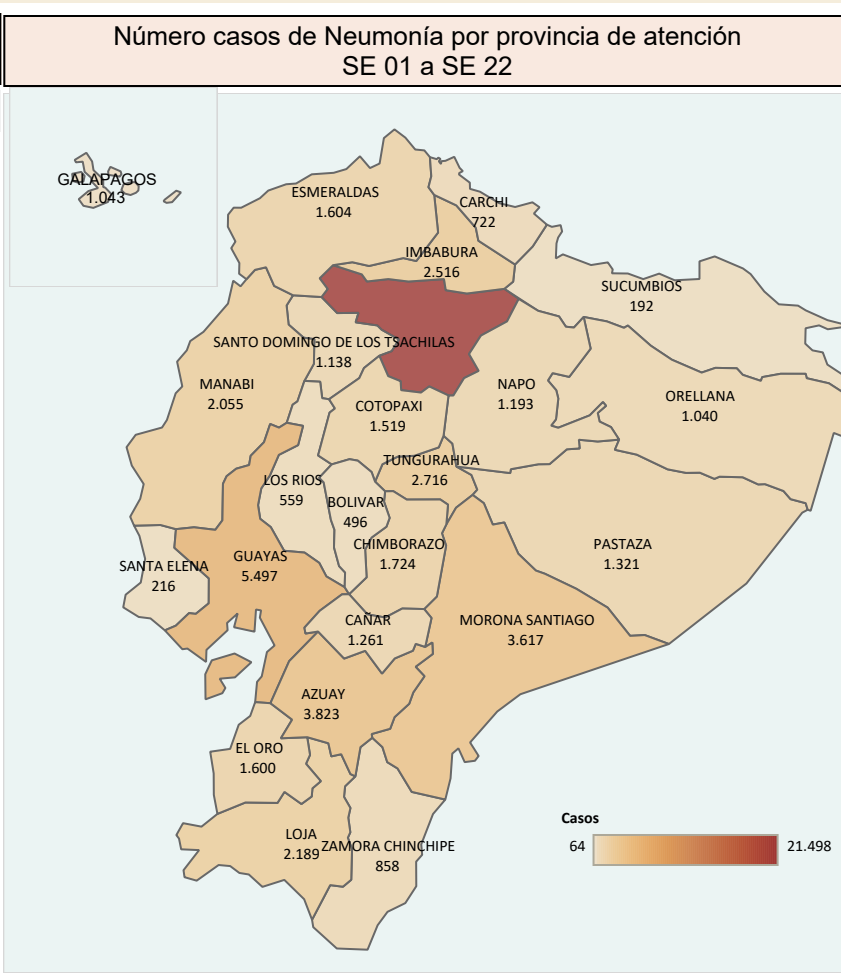 Número casos de Neumonía por provincia de atención
SE 01 a SE 22
GALAPAGOS
1.043
ESMERALDAS
1.604
CARCHI
722
IMBABURA
2.516
SUCUMBIOS
192
SANTO DOMINGO DE LOS TSACHILAS
1.138
MANABI
2.055
NAPO
1.193
ORELLANA
1.040
COTOPAXI
1.519
TUNGURAHUA
2.716
LOS RIOS
559
BOLIVAR
496
CHIMBORAZO
1.724
PASTAZA
1.321
SANTA ELENA
216
GUAYAS
5.497
CAÑAR
1.261
MORONA SANTIAGO
3.617
AZUAY
3.823
EL ORO
1.600
LOJA
2.189
ZAMORA CHINCHIPE
858
Casos
64
21.498